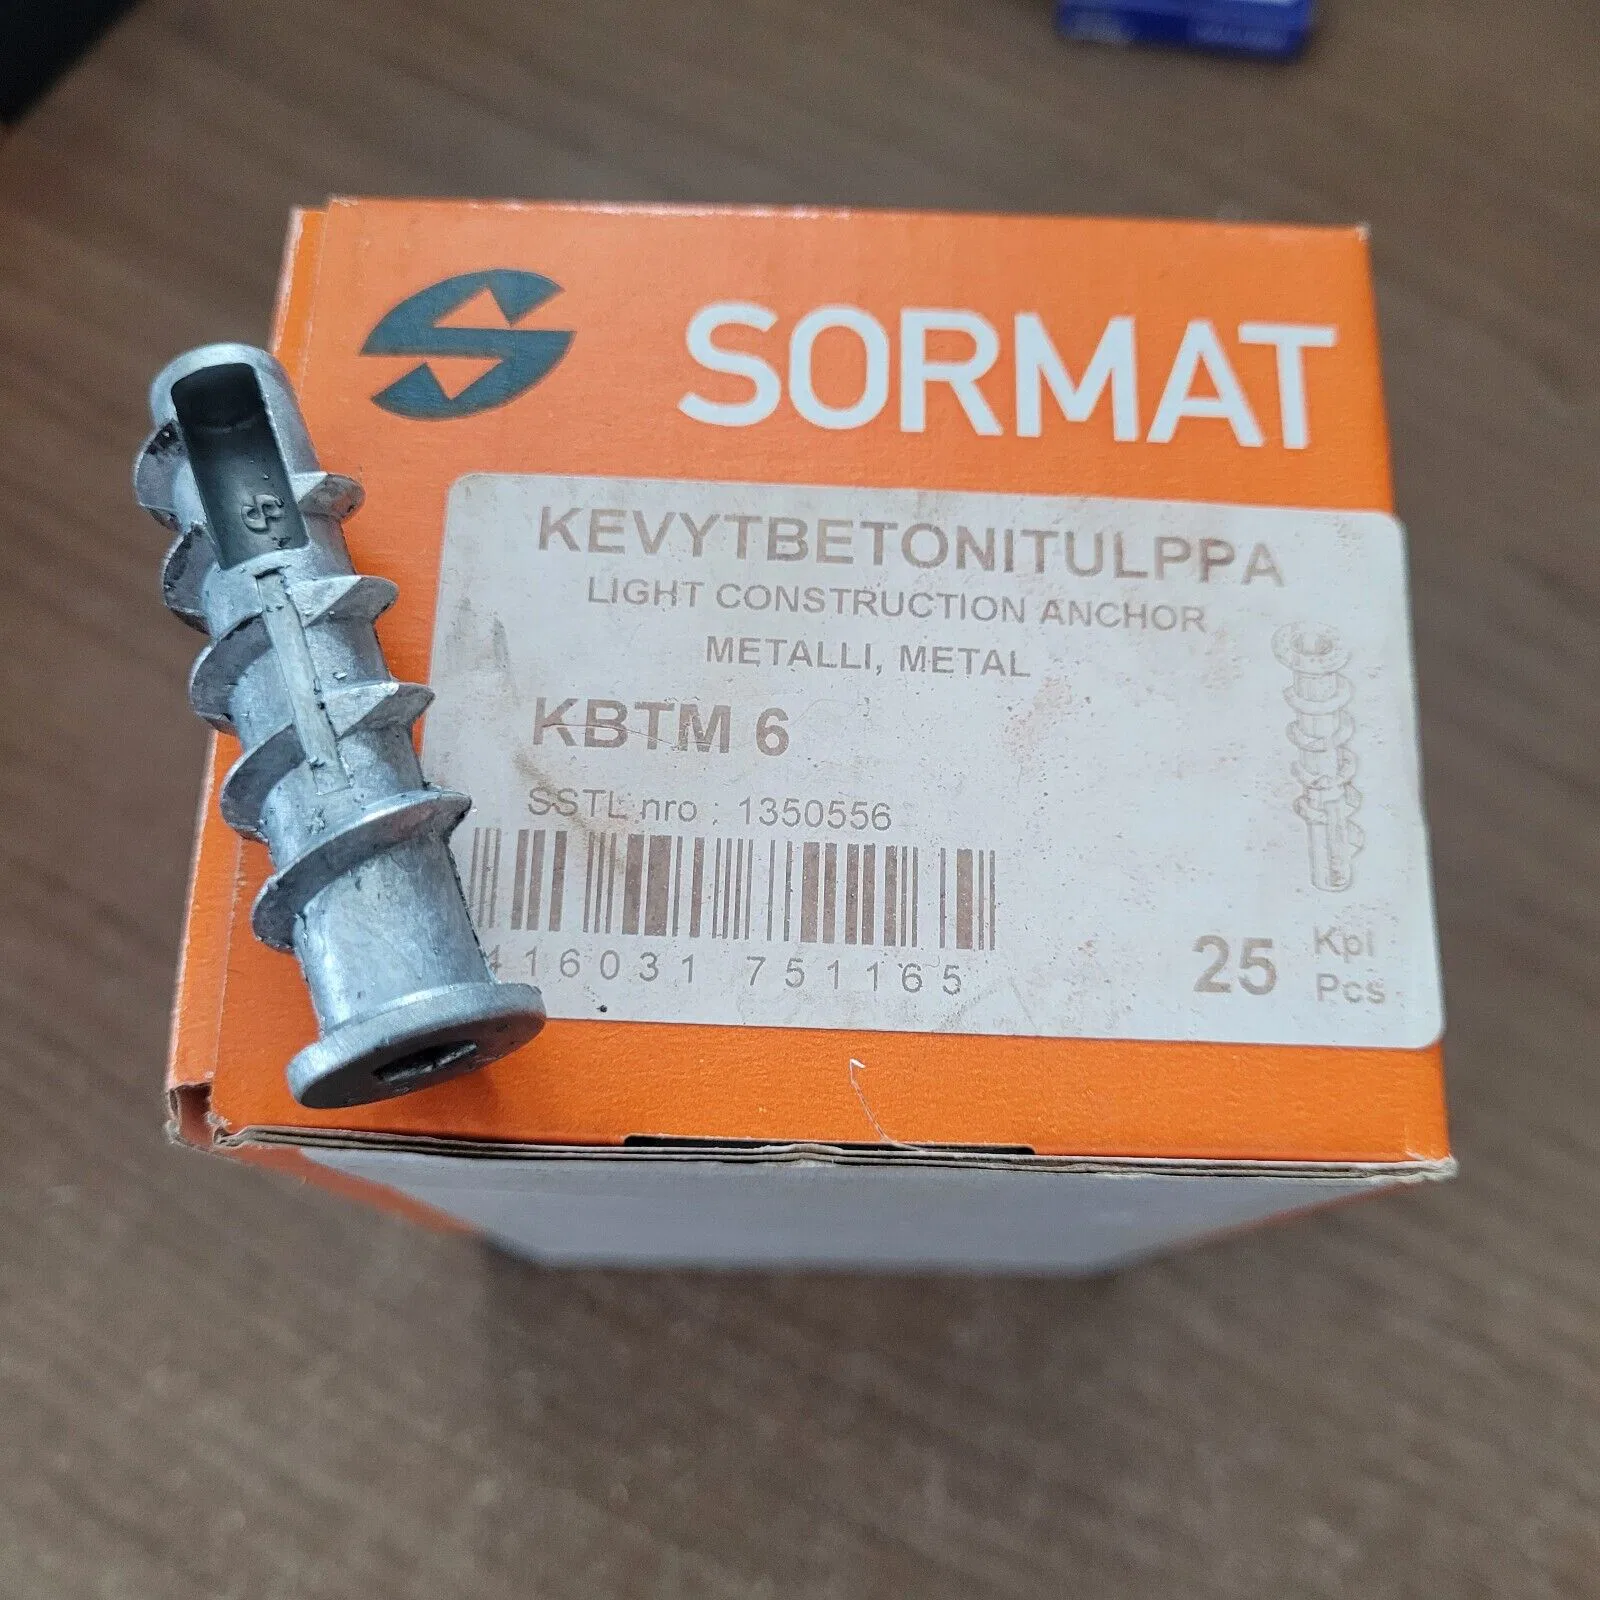 SORMAT
KEVYTBETONITULPPA
LIGHT CONSTRUCTION ANCHOR
METALLI, METAL
KBTM 6
SSTL nro : 1350556
416031 751165
25 Kpl
Pcs
S